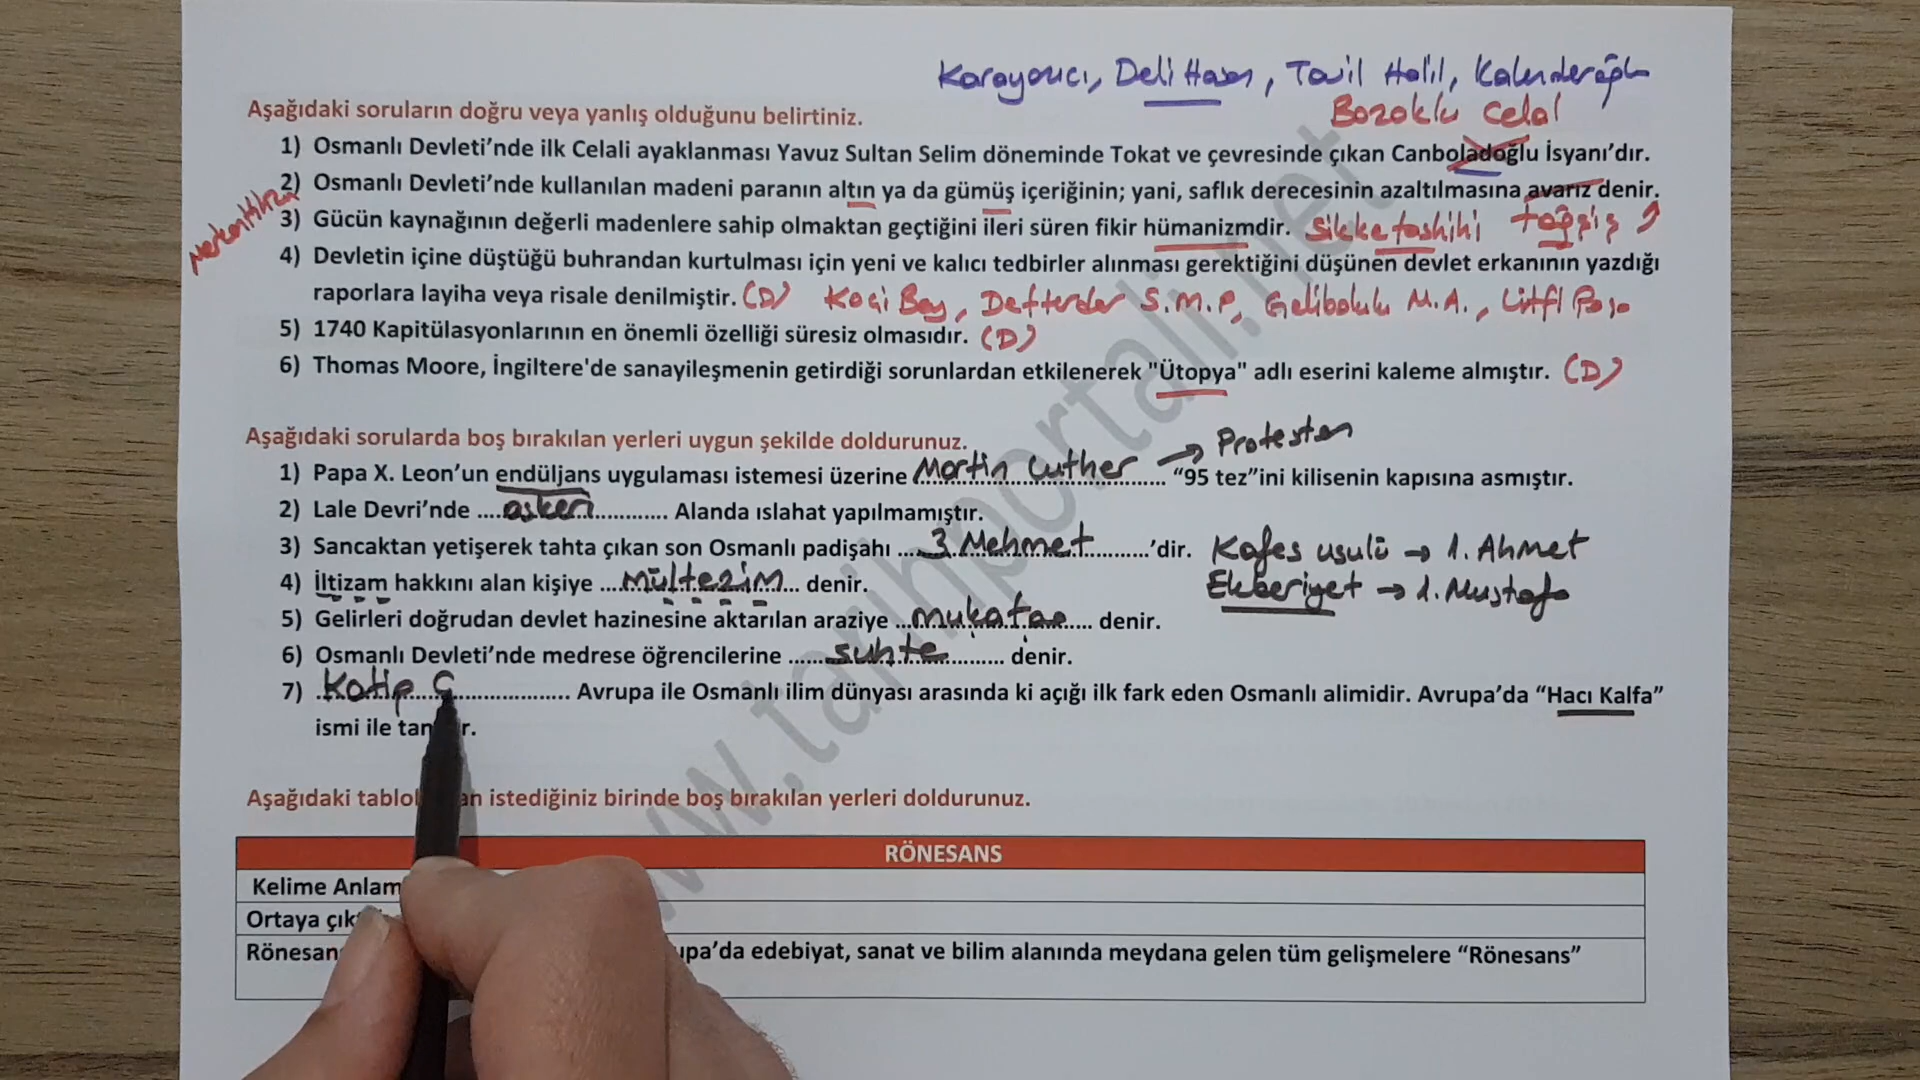 Karayazıcı, Deli Hasan, Tavil Halil, Kalenderoğlu
Bozoklu Celal
Aşağıdaki soruların doğru veya yanlış olduğunu belirtiniz.
1) Osmanlı Devleti’nde ilk Celali ayaklanması Yavuz Sultan Selim döneminde Tokat ve çevresinde çıkan Canboladoğlu İsyanı’dır.
2) Osmanlı Devleti’nde kullanılan madeni paranın altın ya da gümüş içeriğinin; yani, saflık derecesinin azaltılmasına avarız denir.
Merkantilizm
3) Gücün kaynağının değerli madenlere sahip olmaktan geçtiğini ileri süren fikir hümanizmdir. Sikke tashihi tağşiş
4) Devletin içine düştüğü buhrandan kurtulması için yeni ve kalıcı tedbirler alınması gerektiğini düşünen devlet erkanının yazdığı
raporlara layiha veya risale denilmiştir. (D) Koçi Bey, Defterdar S.M.P, Gelibolulu M.A., Lütfi Paşa
5) 1740 Kapitülasyonlarının en önemli özelliği süresiz olmasıdır. (D)
6) Thomas Moore, İngiltere'de sanayileşmenin getirdiği sorunlardan etkilenerek "Ütopya" adlı eserini kaleme almıştır. (D)
Aşağıdaki sorularda boş bırakılan yerleri uygun şekilde doldurunuz.
→ Protestan
1) Papa X. Leon’un endüljans uygulaması istemesi üzerine Martin Luther “95 tez”ini kilisenin kapısına asmıştır.
2) Lale Devri’nde ....askeri.............. Alanda ıslahat yapılmamıştır.
3) Sancaktan yetişerek tahta çıkan son Osmanlı padişahı ....3. Mehmet........’dir. Kafes usulü → 1. Ahmet
4) İltizam hakkını alan kişiye ....mültezim... denir. Ekberiyet → 1. Mustafa
5) Gelirleri doğrudan devlet hazinesine aktarılan araziye ...mukataa..... denir.
6) Osmanlı Devleti’nde medrese öğrencilerine ......suhte.......... denir.
7) Katip Ç................ Avrupa ile Osmanlı ilim dünyası arasında ki açığı ilk fark eden Osmanlı alimidir. Avrupa’da “Hacı Kalfa”
ismi ile tan r.
Aşağıdaki tablol an istediğiniz birinde boş bırakılan yerleri doldurunuz.
RÖNESANS
Kelime Anlam
Ortaya çık
Rönesan upa’da edebiyat, sanat ve bilim alanında meydana gelen tüm gelişmelere “Rönesans”
www.tarihportali.net